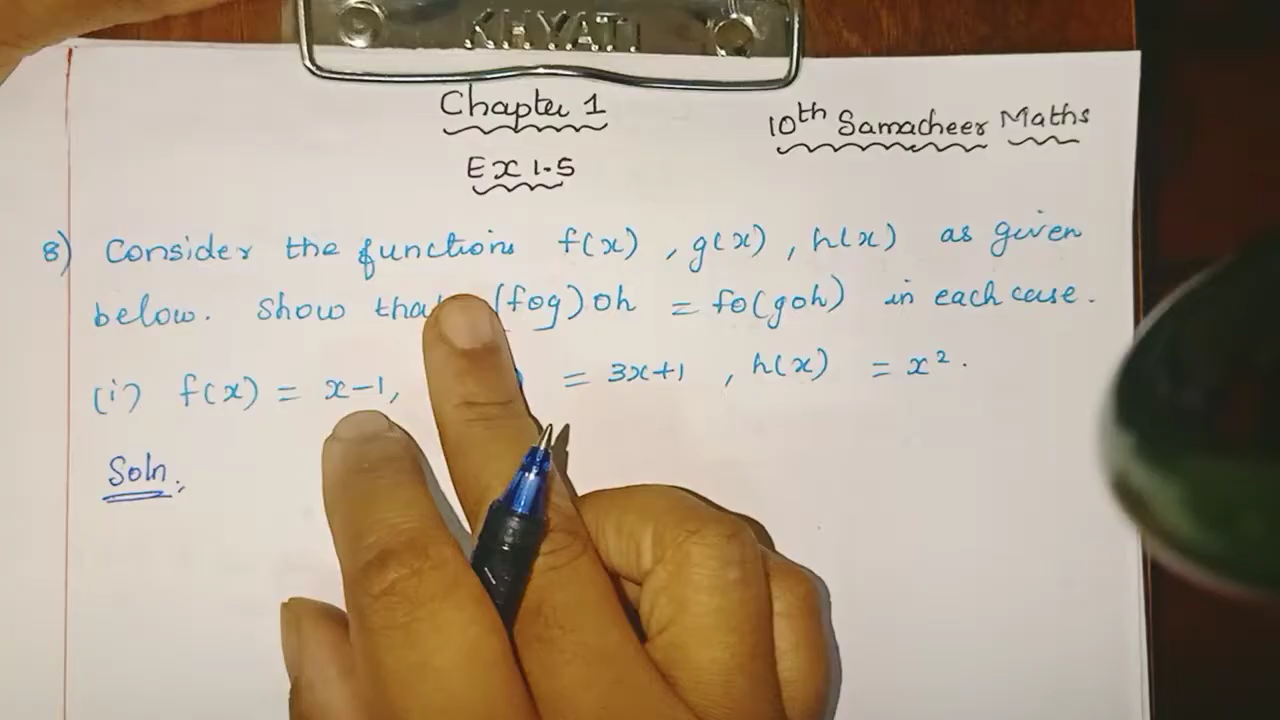 KHYATI
Chapter 1
10th Samacheer Maths
Ex 1.5
8) Consider the functions f(x) , g(x) , h(x) as given
below. Show that (fog)oh = fo(goh) in each case.
(i) f(x) = x-1, = 3x+1 , h(x) = x².
Soln.